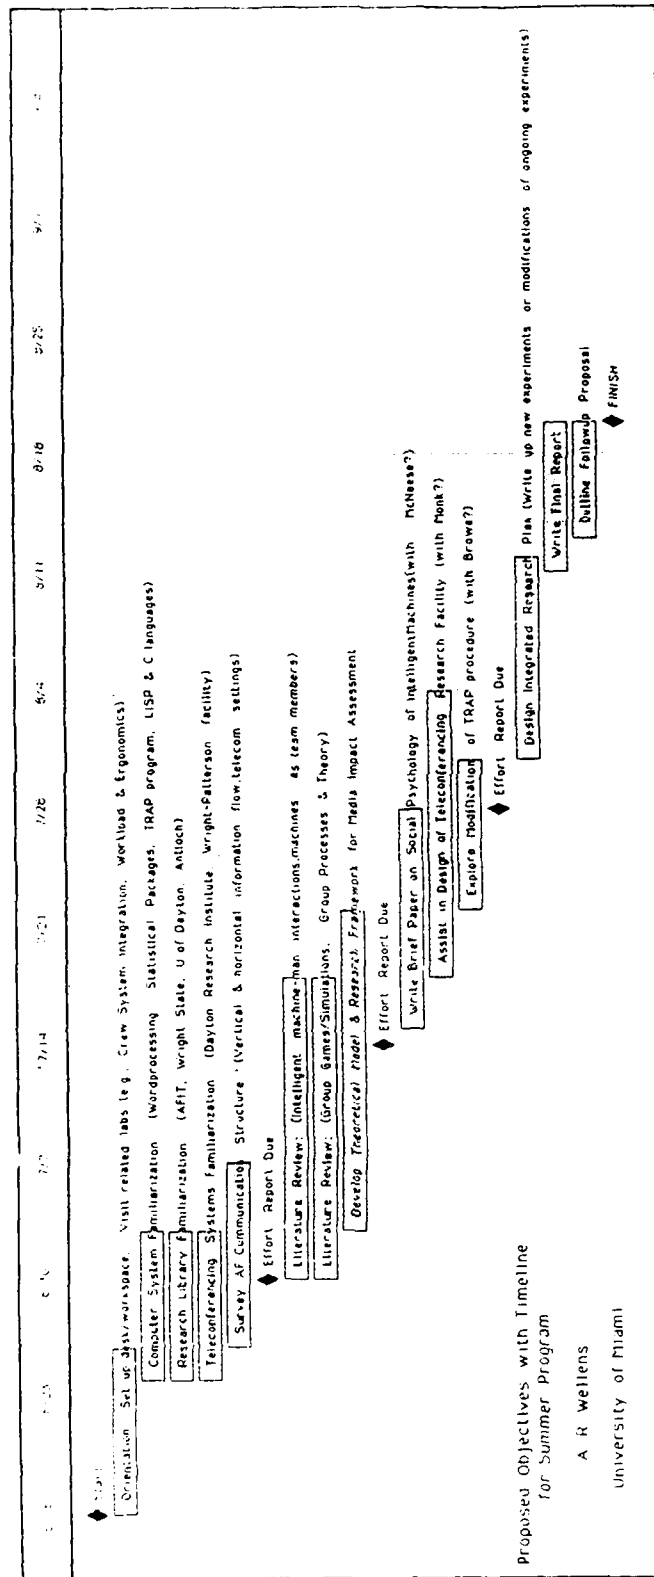 7/14
7/21
7/28
8/4
8/11
8/18
8/25
9/1
Start
Orientation Set up desk/workspace. Visit related labs (e.g., Crew System Integration, Workload & Ergonomics)
Computer System Familiarization (Wordprocessing Statistical Packages, TRAP program, LISP & C languages)
Research Library Familiarization (AFIT, Wright State, U of Dayton, Antioch)
Teleconferencing Systems Familiarization (Dayton Research Institute, Wright-Patterson facility)
Survey AF Communication Structure (Vertical & horizontal information flow, telecom settings)
Effort Report Due
Literature Review: (Intelligent machine-man interactions, machines as team members)
Literature Review: (Group Games/Simulations, Group Processes & Theory)
Develop Theoretical Model & Research Framework for Media Impact Assessment
Effort Report Due
Write Brief Paper on Social Psychology of Intelligent Machines (with McNeese?)
Assist in Design of Teleconferencing Research Facility (with Monk?)
Explore Modification of TRAP procedure (with Browe?)
Effort Report Due
Design Integrated Research Plan (Write up new experiments or modifications of ongoing experiments)
Write Final Report
Outline Followup Proposal
FINISH
Proposed Objectives with Timeline
for Summer Program
A R Wellens
University of Miami